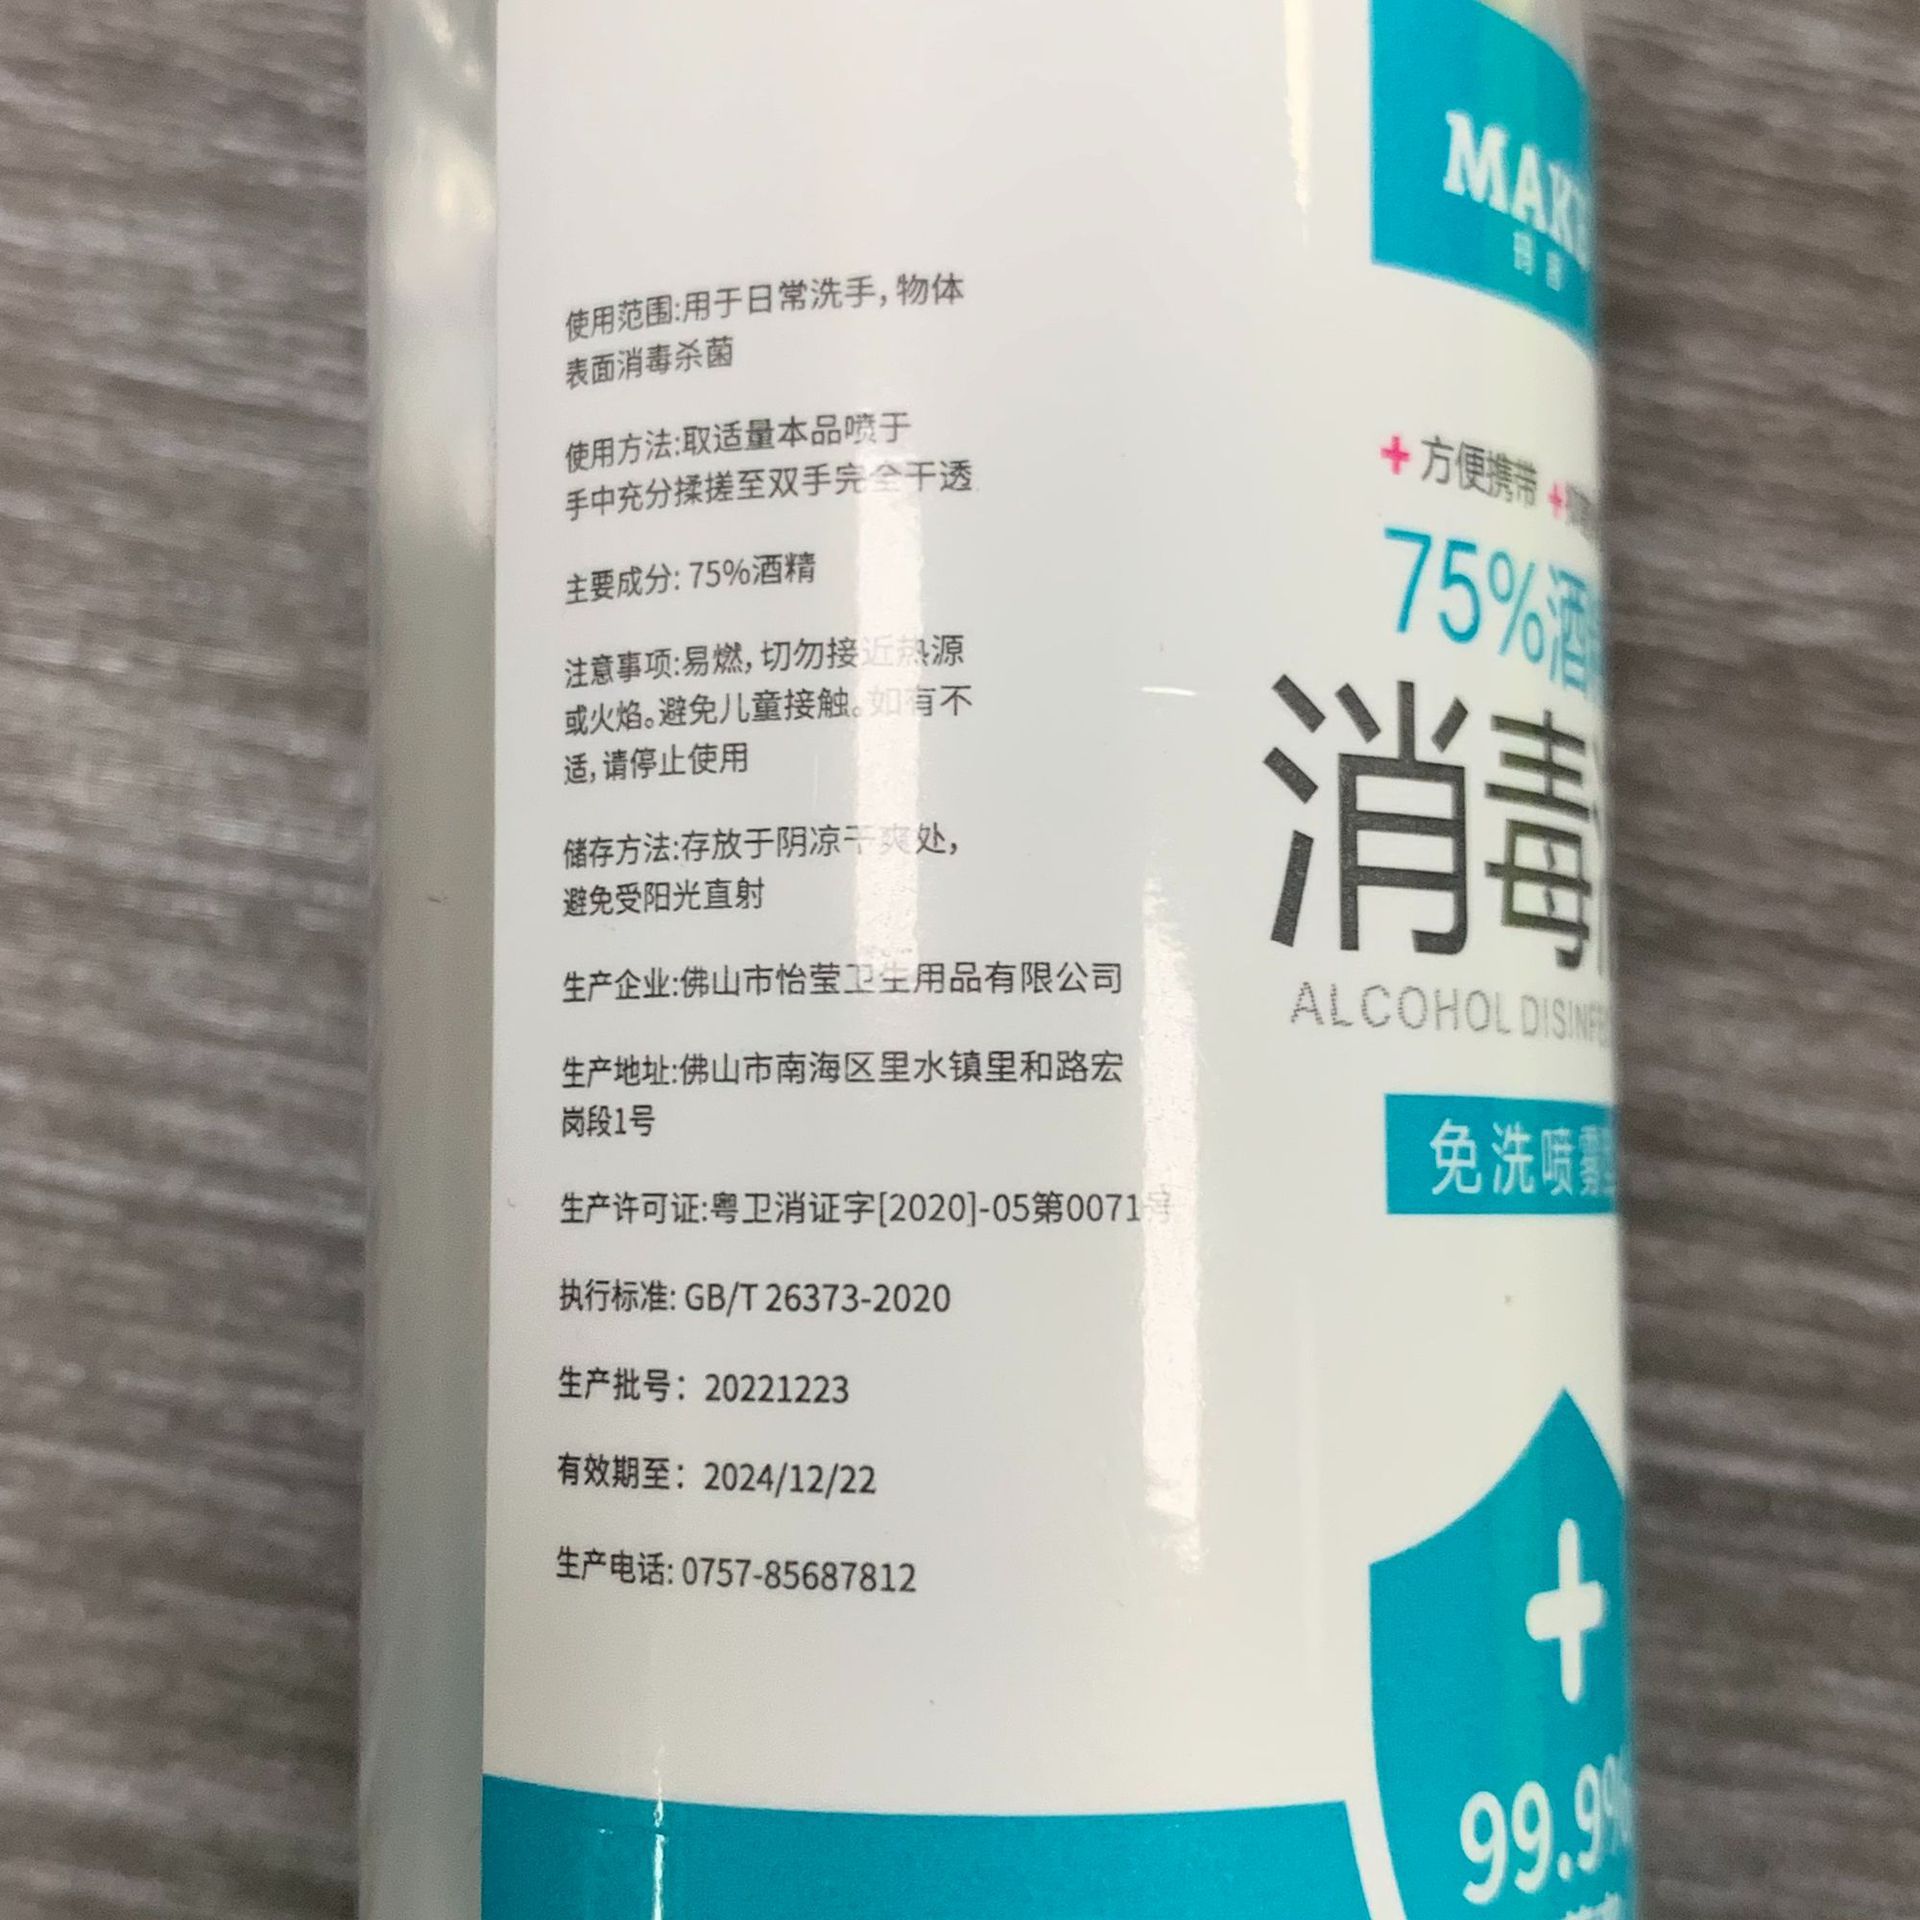 使用范围:用于日常洗手,物体
表面消毒杀菌
使用方法:取适量本品喷于
手中充分揉搓至双手完全干透
主要成分: 75%酒精
注意事项:易燃,切勿接近热源
或火焰。避免儿童接触。如有不
适,请停止使用
储存方法:存放于阴凉干爽处,
避免受阳光直射
生产企业:佛山市怡莹卫生用品有限公司
生产地址:佛山市南海区里水镇里和路宏
岗段1号
生产许可证:粤卫消证字[2020]-05第0071号
执行标准: GB/T 26373-2020
生产批号: 20221223
有效期至: 2024/12/22
生产电话: 0757-85687812
+ 方便携带 +
75%酒
消毒
ALCOHOL
免洗喷雾
99.9%